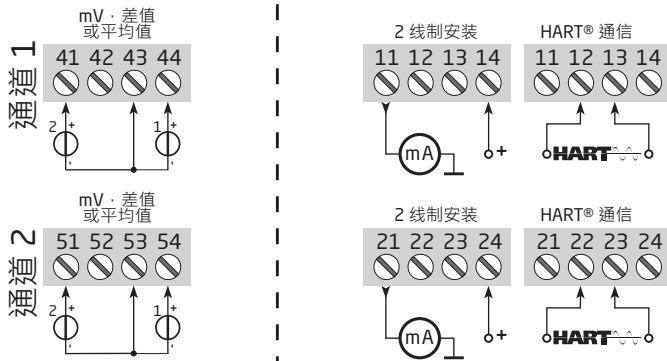 通道 1
mV，差值
或平均值
41 42 43 44
2 + -
1 + -
2 线制安装
11 12 13 14
mA
+
HART® 通信
11 12 13 14
HART
通道 2
mV，差值
或平均值
51 52 53 54
2 + -
1 + -
2 线制安装
21 22 23 24
mA
+
HART® 通信
21 22 23 24
HART